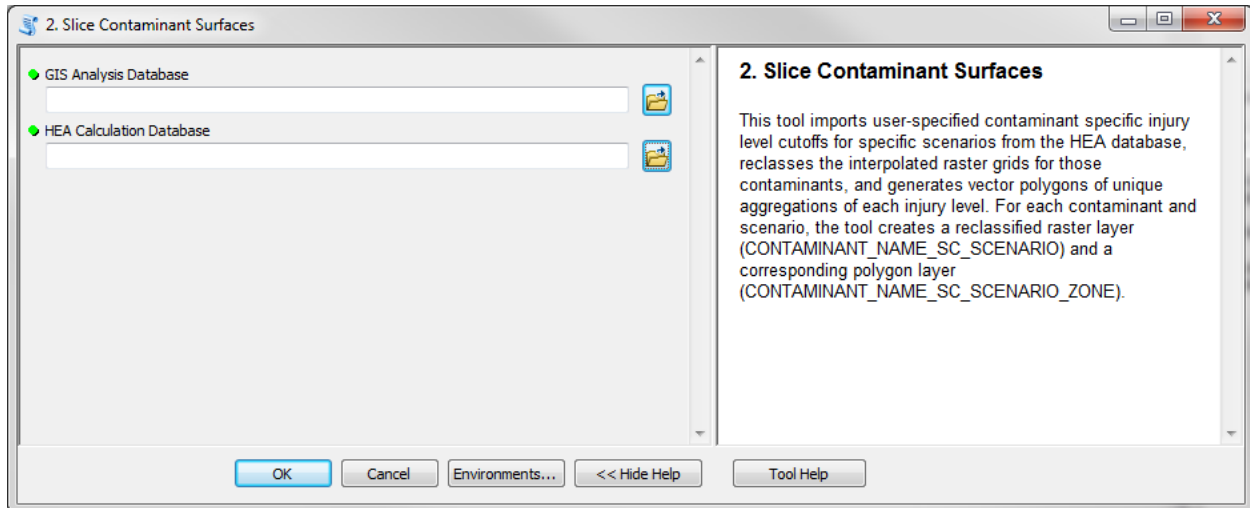 2. Slice Contaminant Surfaces
GIS Analysis Database
HEA Calculation Database
2. Slice Contaminant Surfaces
This tool imports user-specified contaminant specific injury
level cutoffs for specific scenarios from the HEA database,
reclasses the interpolated raster grids for those
contaminants, and generates vector polygons of unique
aggregations of each injury level. For each contaminant and
scenario, the tool creates a reclassified raster layer
(CONTAMINANT_NAME_SC_SCENARIO) and a
corresponding polygon layer
(CONTAMINANT_NAME_SC_SCENARIO_ZONE).
OK
Cancel
Environments...
<< Hide Help
Tool Help